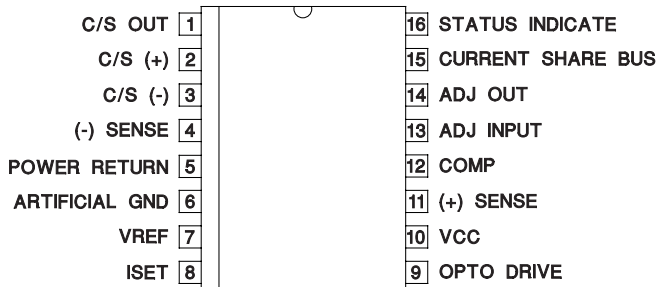 C/S OUT 1
C/S (+) 2
C/S (-) 3
(-) SENSE 4
POWER RETURN 5
ARTIFICIAL GND 6
VREF 7
ISET 8
16 STATUS INDICATE
15 CURRENT SHARE BUS
14 ADJ OUT
13 ADJ INPUT
12 COMP
11 (+) SENSE
10 VCC
9 OPTO DRIVE